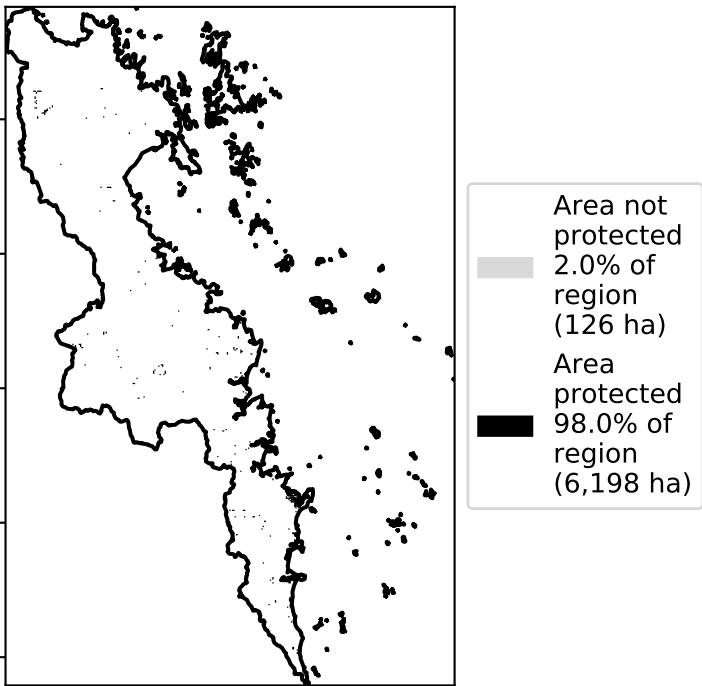 Area not
protected
2.0% of
region
(126 ha)
Area
protected
98.0% of
region
(6,198 ha)